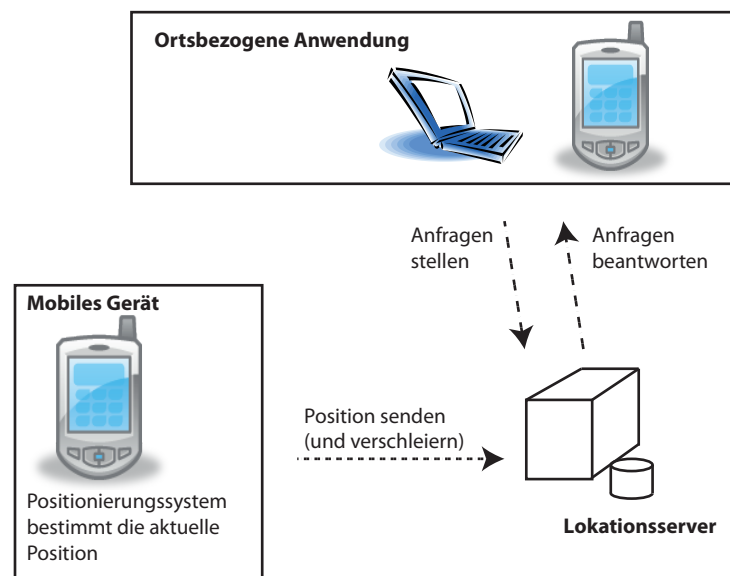 Ortsbezogene Anwendung
Anfragen
stellen
Anfragen
beantworten
Mobiles Gerät
Position senden
(und verschleiern)
Positionierungssystem
bestimmt die aktuelle
Position
Lokationsserver